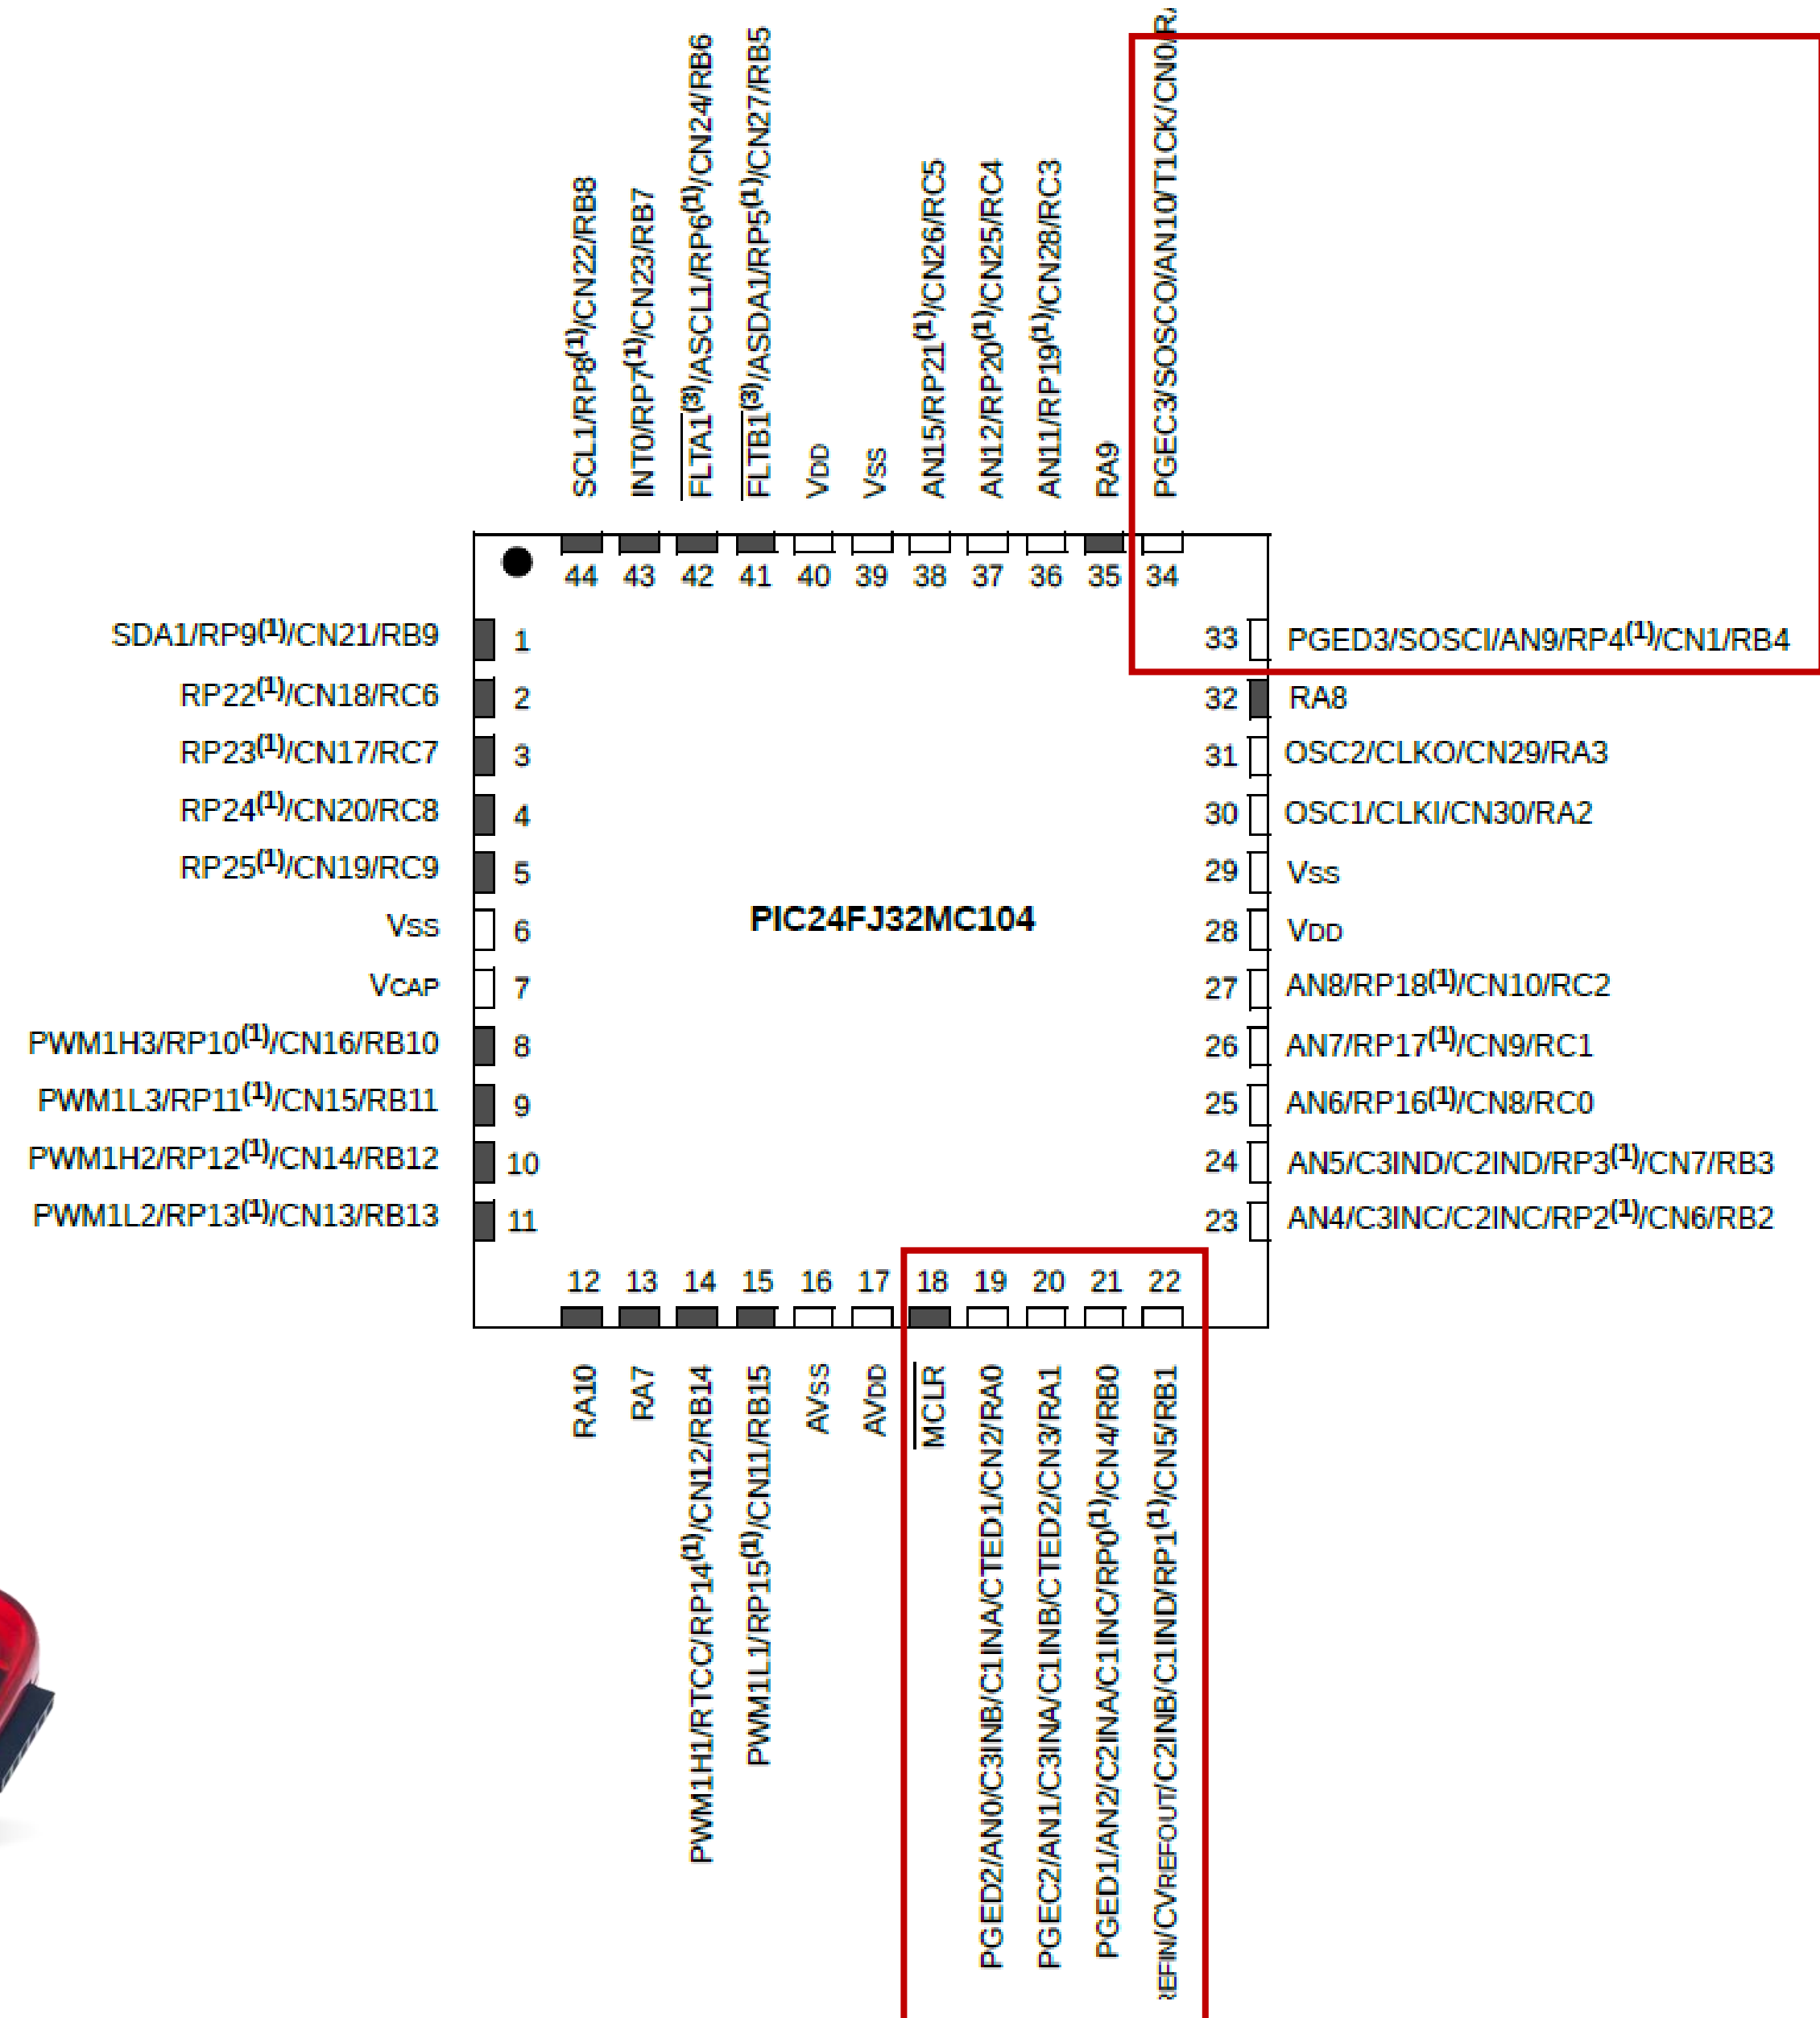 SCL1/RP8(1)/CN22/RB8
INT0/RP7(1)/CN23/RB7
FLTA1(3)/ASCL1/RP6(1)/CN24/RB6
FLTB1(3)/ASDA1/RP5(1)/CN27/RB5
VDD
VSS
AN15/RP21(1)/CN26/RC5
AN12/RP20(1)/CN25/RC4
AN11/RP19(1)/CN28/RC3
RA9
PGEC3/SOSCO/AN10/T1CK/CN0/
44 43 42 41 40 39 38 37 36 35 34
SDA1/RP9(1)/CN21/RB9 1
RP22(1)/CN18/RC6 2
RP23(1)/CN17/RC7 3
RP24(1)/CN20/RC8 4
RP25(1)/CN19/RC9 5
VSS 6
VCAP 7
PWM1H3/RP10(1)/CN16/RB10 8
PWM1L3/RP11(1)/CN15/RB11 9
PWM1H2/RP12(1)/CN14/RB12 10
PWM1L2/RP13(1)/CN13/RB13 11
PIC24FJ32MC104
33 PGED3/SOSCI/AN9/RP4(1)/CN1/RB4
32 RA8
31 OSC2/CLKO/CN29/RA3
30 OSC1/CLKI/CN30/RA2
29 VSS
28 VDD
27 AN8/RP18(1)/CN10/RC2
26 AN7/RP17(1)/CN9/RC1
25 AN6/RP16(1)/CN8/RC0
24 AN5/C3IND/C2IND/RP3(1)/CN7/RB3
23 AN4/C3INC/C2INC/RP2(1)/CN6/RB2
12 13 14 15 16 17 18 19 20 21 22
RA10
RA7
PWM1H1/RTCC/RP14(1)/CN12/RB14
PWM1L1/RP15(1)/CN11/RB15
AVSS
AVDD
MCLR
PGED2/AN0/C3INB/C1INA/CTED1/CN2/RA0
PGEC2/AN1/C3INA/C1INB/CTED2/CN3/RA1
PGED1/AN2/C2INA/C1INC/RP0(1)/CN4/RB0
EFIN/CVREFOUT/C2INB/C1IND/RP1(1)/CN5/RB1